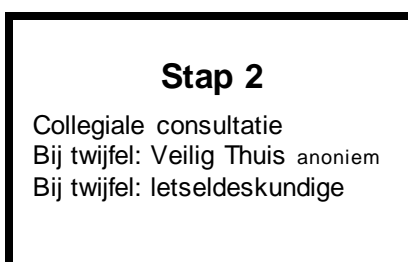 Stap 2
Collegiale consultatie
Bij twijfel: Veilig Thuis anoniem
Bij twijfel: letseldeskundige